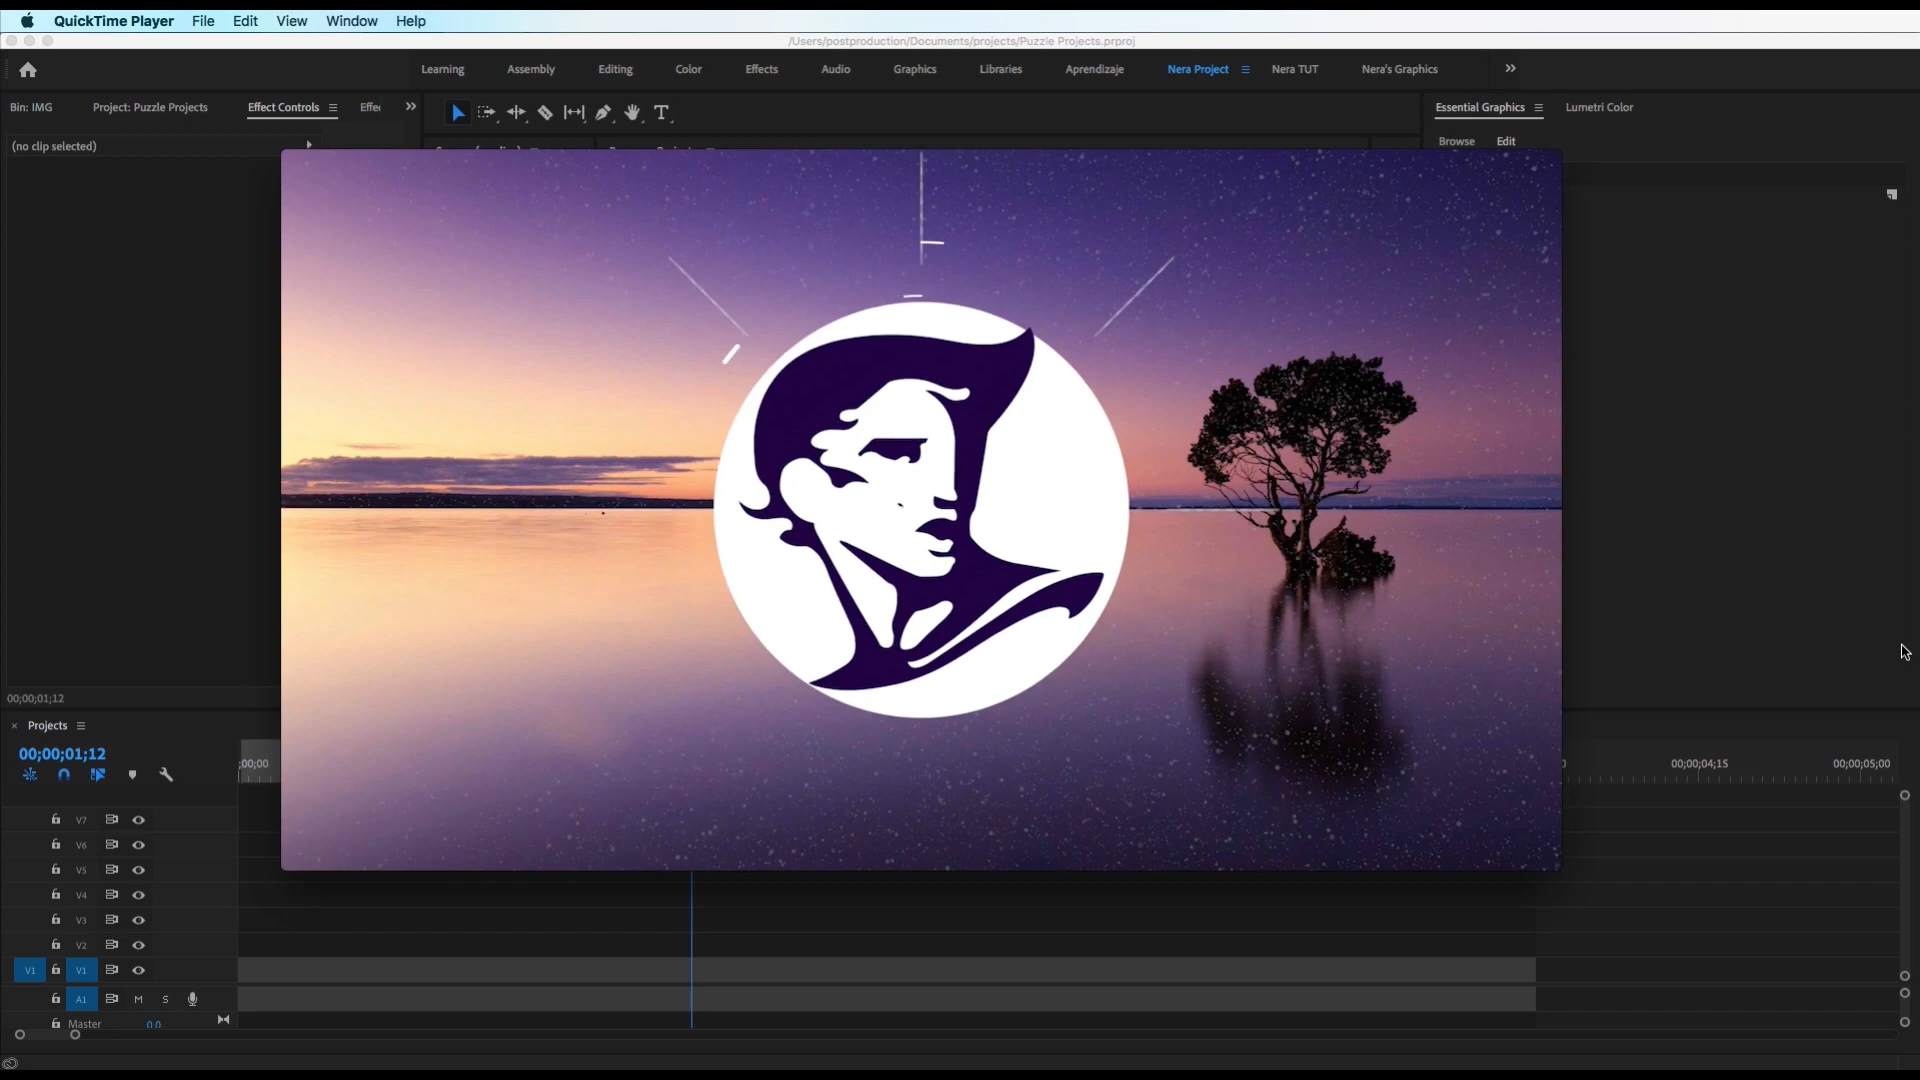 QuickTime Player File Edit View Window Help
/Users/postproduction/Documents/projects/Puzzle Projects.prproj
Learning Assembly Editing Color Effects Audio Graphics Libraries Aprendizaje Nera Project Nera TUT Nera's Graphics
Bin: IMG Project: Puzzle Projects Effect Controls Essential Graphics Lumetri Color
Browse Edit
(no clip selected)
00;00;01;12
Projects
00;00;01;12
;00;00 00;00;04;15 00;00;05;00
V7
V6
V5
V4
V3
V2
V1 V1
A1 M S
Master 0.0